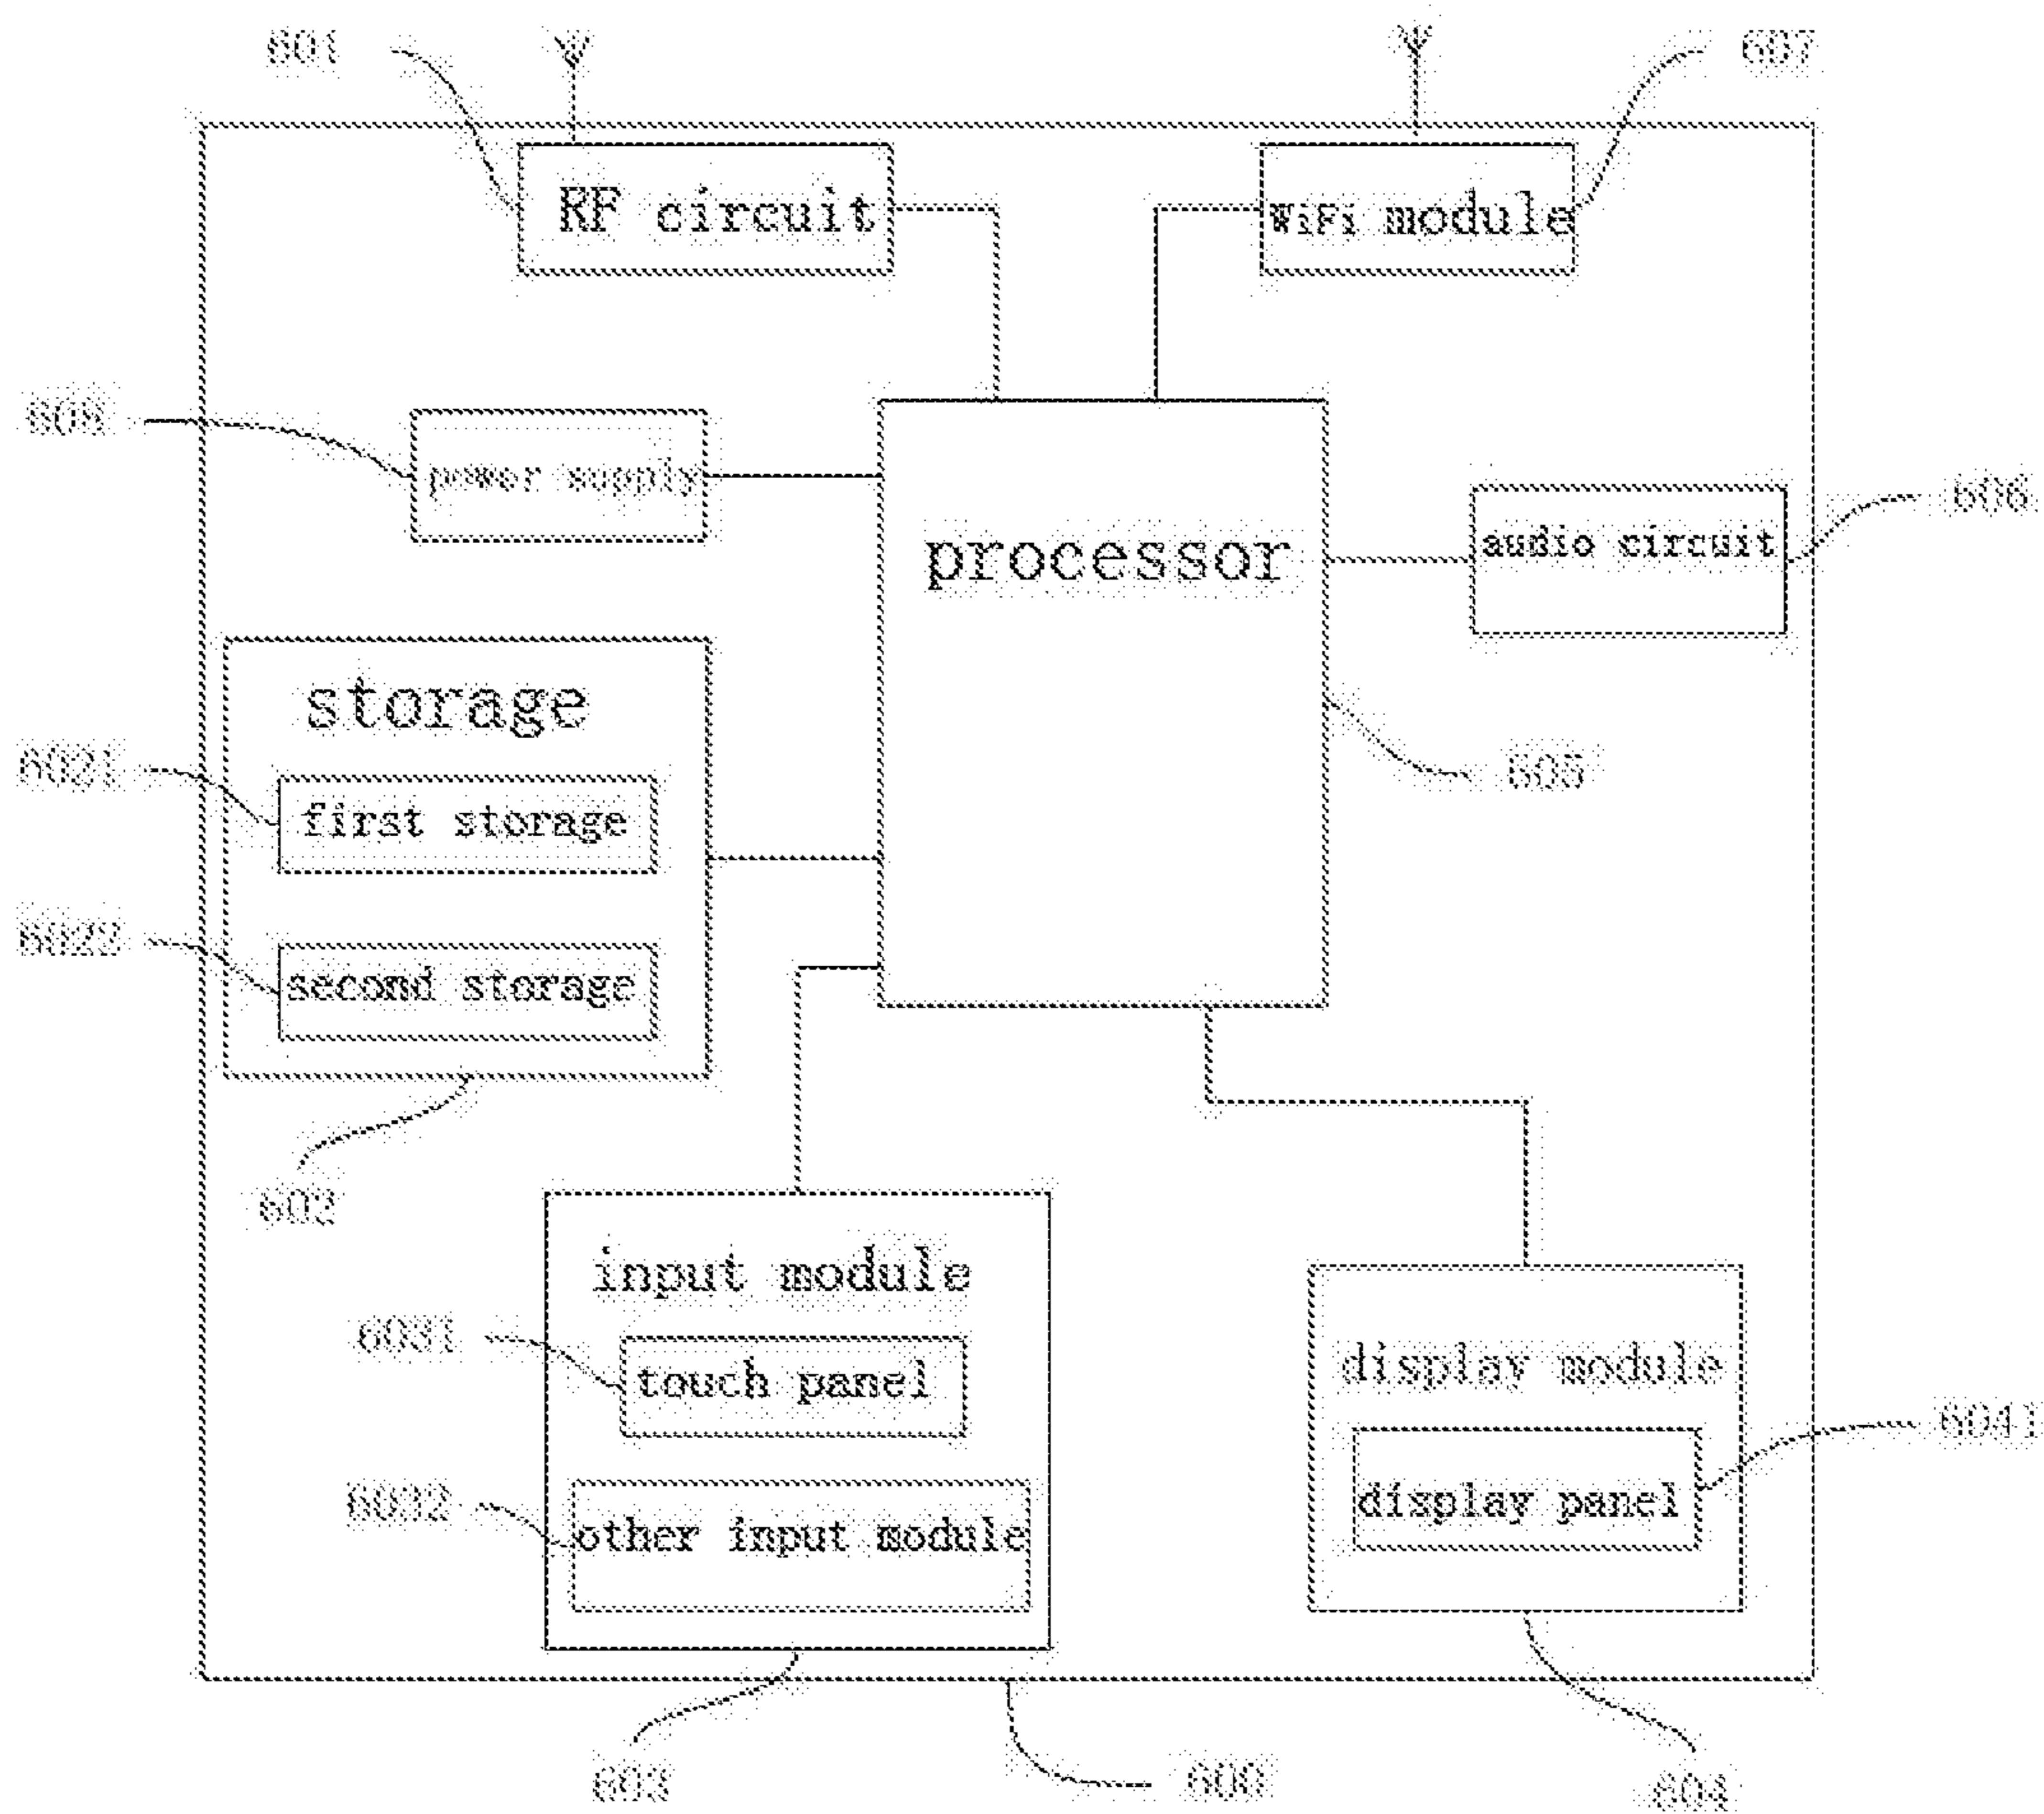 601
607
RF circuit
WiFi module
608
power supply
606
audio circuit
processor
storage
6021
first storage
605
6022
second storage
602
input module
6031
touch panel
display module
6041
6032
other input module
display panel
603
600
604